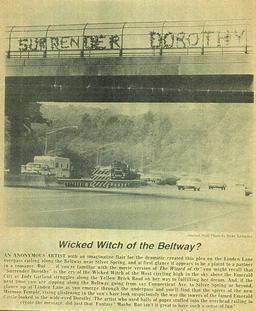 SURRENDER DOROTHY
Wicked Witch of the Beltway?
AN ANONYMOUS ARTIST with an imaginative flair for the dramatic created this plea on the Linden Lane
overpass railing along the Beltway near Silver Spring, and at first glance it appears to be a plaint to a partner
in a romance. But . . . if you're familiar with the movie version of The Wizard of Oz you might recall that
"Surrender Dorothy" is the cry of the Wicked Witch of the West swirling high in the sky above the Emerald
City as Judy Garland struggles along the Yellow Brick Road on her way to fulfilling her dream. And, if the
next time you are zipping along the Beltway going from Connecticut Ave. to Silver Spring or beyond,
look up at Linden Lane as you emerge through the underpass and you'll find that the spires of the new
Mormon Temple, rising glistening in the sun's rays look suspiciously the way the towers of the famed Emerald
Castle looked to the wide-eyed Dorothy. The artist who used balls of paper stuffed into the overhead railing to
create the message did just that. Fantasy? Maybe. But isn't it great to have such a sense of fun?